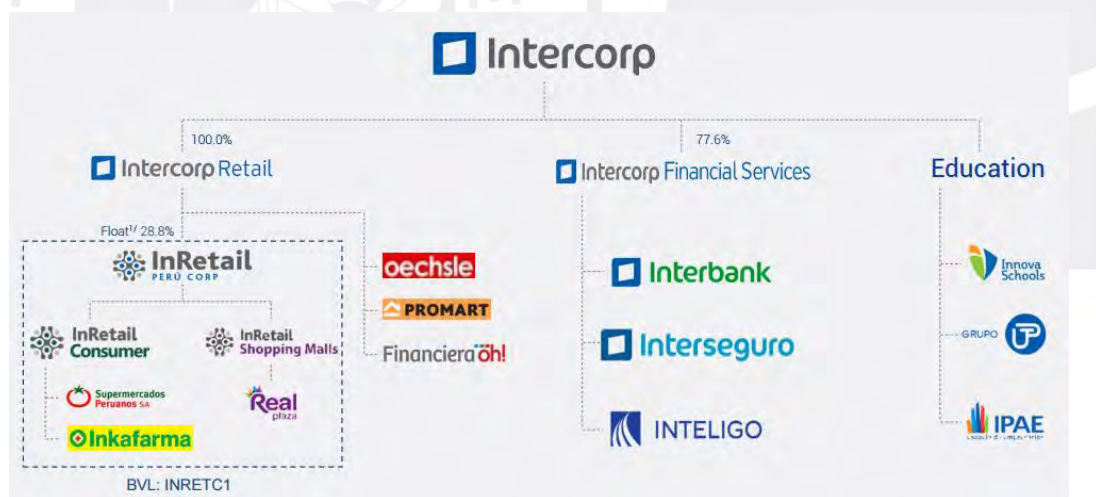 Intercorp
100.0%
77.6%
Intercorp Retail
Intercorp Financial Services
Education
Float¹/ 28.8%
InRetail
PERÚ CORP
InRetail
Consumer
InRetail
Shopping Malls
Supermercados
Peruanos SA
Real
plaza
Inkafarma
BVL: INRETC1
oechsle
PROMART
Financiera öh!
Interbank
Interseguro
INTELIGO
Innova
Schools
GRUPO UP
IPAE